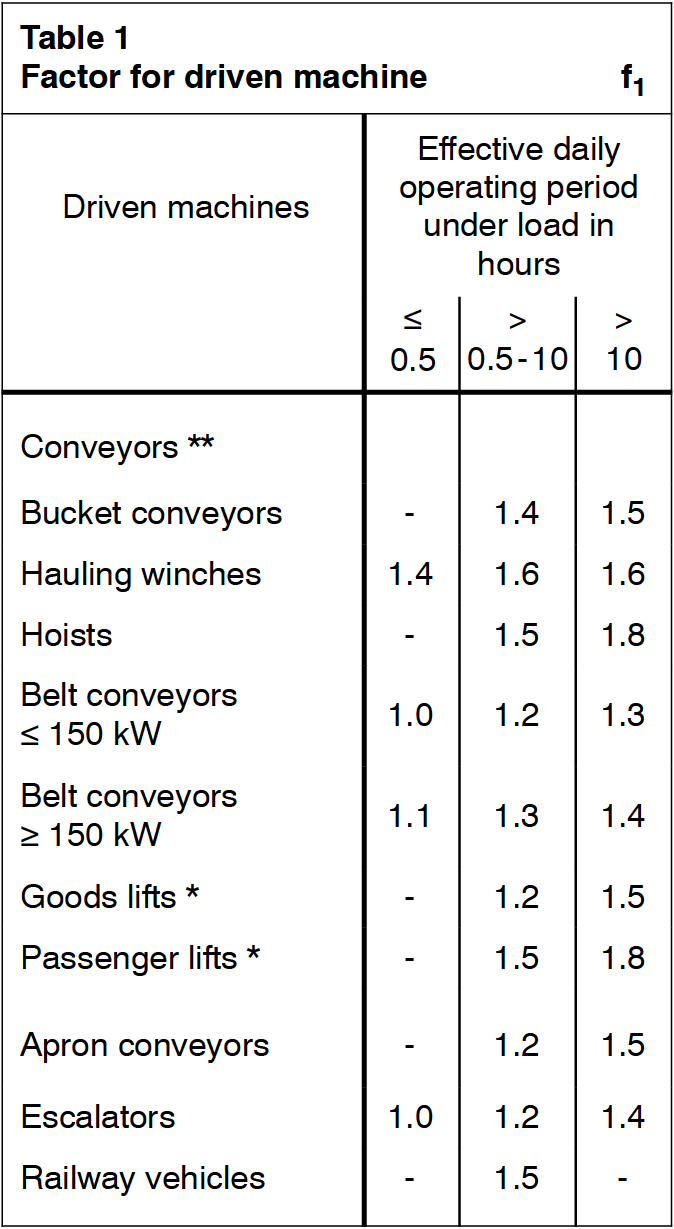 Table 1
Factor for driven machine f₁
Driven machines
Effective daily
operating period
under load in
hours
≤ > >
0.5 0.5-10 10
Conveyors **
Bucket conveyors - 1.4 1.5
Hauling winches 1.4 1.6 1.6
Hoists - 1.5 1.8
Belt conveyors
≤ 150 kW 1.0 1.2 1.3
Belt conveyors
≥ 150 kW 1.1 1.3 1.4
Goods lifts * - 1.2 1.5
Passenger lifts * - 1.5 1.8
Apron conveyors - 1.2 1.5
Escalators 1.0 1.2 1.4
Railway vehicles - 1.5 -